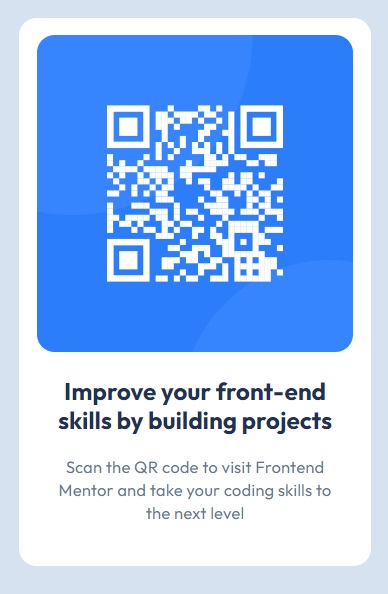 Improve your front-end
skills by building projects
Scan the QR code to visit Frontend
Mentor and take your coding skills to
the next level